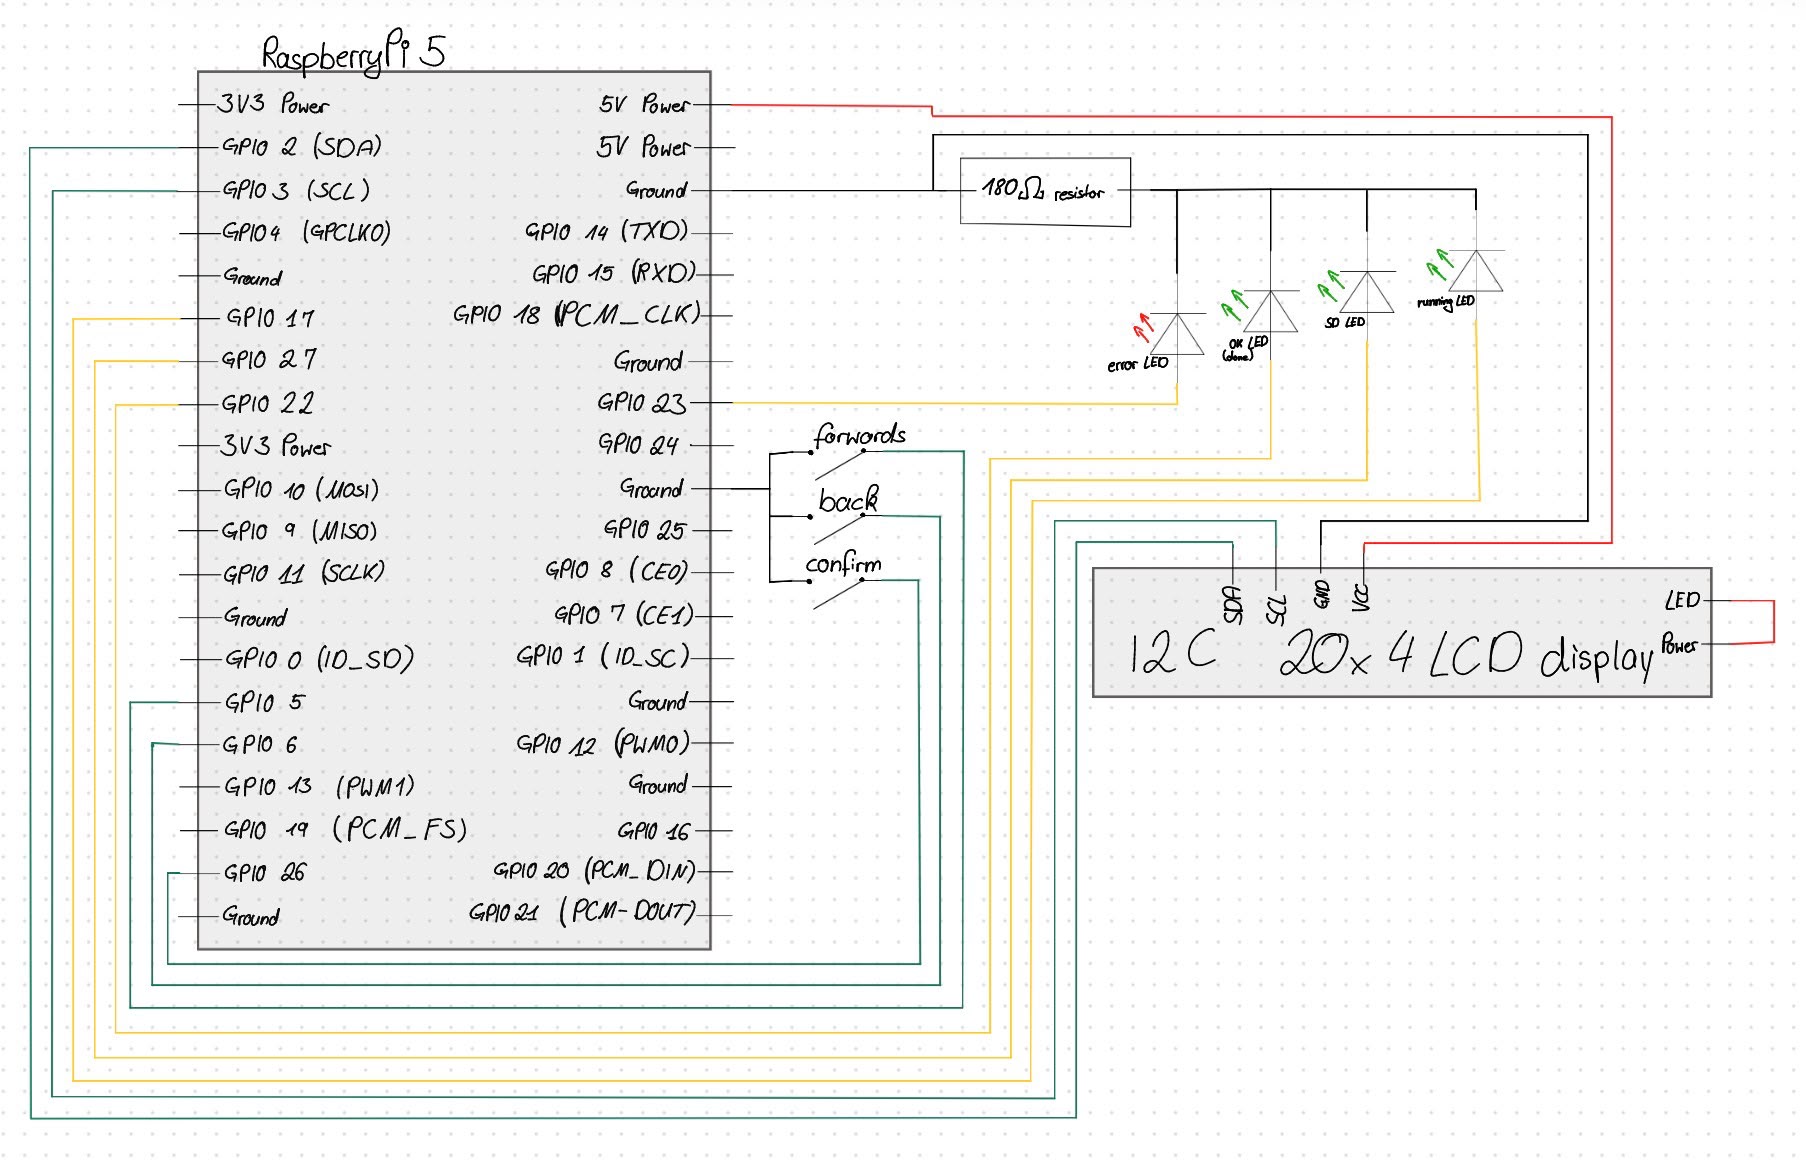 RaspberryPi 5
3V3 Power
GPIO 2 (SDA)
GPIO 3 (SCL)
GPIO4 (GPCLK0)
Ground
GPIO 17
GPIO 27
GPIO 22
3V3 Power
GPIO 10 (MOSI)
GPIO 9 (MISO)
GPIO 11 (SCLK)
Ground
GPIO 0 (ID_SD)
GPIO 5
GPIO 6
GPIO 13 (PWM1)
GPIO 19 (PCM_FS)
GPIO 26
Ground
5V Power
5V Power
Ground
GPIO 14 (TXD)
GPIO 15 (RXD)
GPIO 18 (PCM_CLK)
Ground
GPIO 23
GPIO 24
Ground
GPIO 25
GPIO 8 (CE0)
GPIO 7 (CE1)
GPIO 1 (ID_SC)
Ground
GPIO 12 (PWM0)
Ground
GPIO 16
GPIO 20 (PCM_DIN)
GPIO 21 (PCM-DOUT)
180Ω resistor
error LED
OK LED
(done)
SD LED
running LED
forwords
back
confirm
SDA
SCL
GND
VCC
LED
Power
I2C 20x4 LCD display